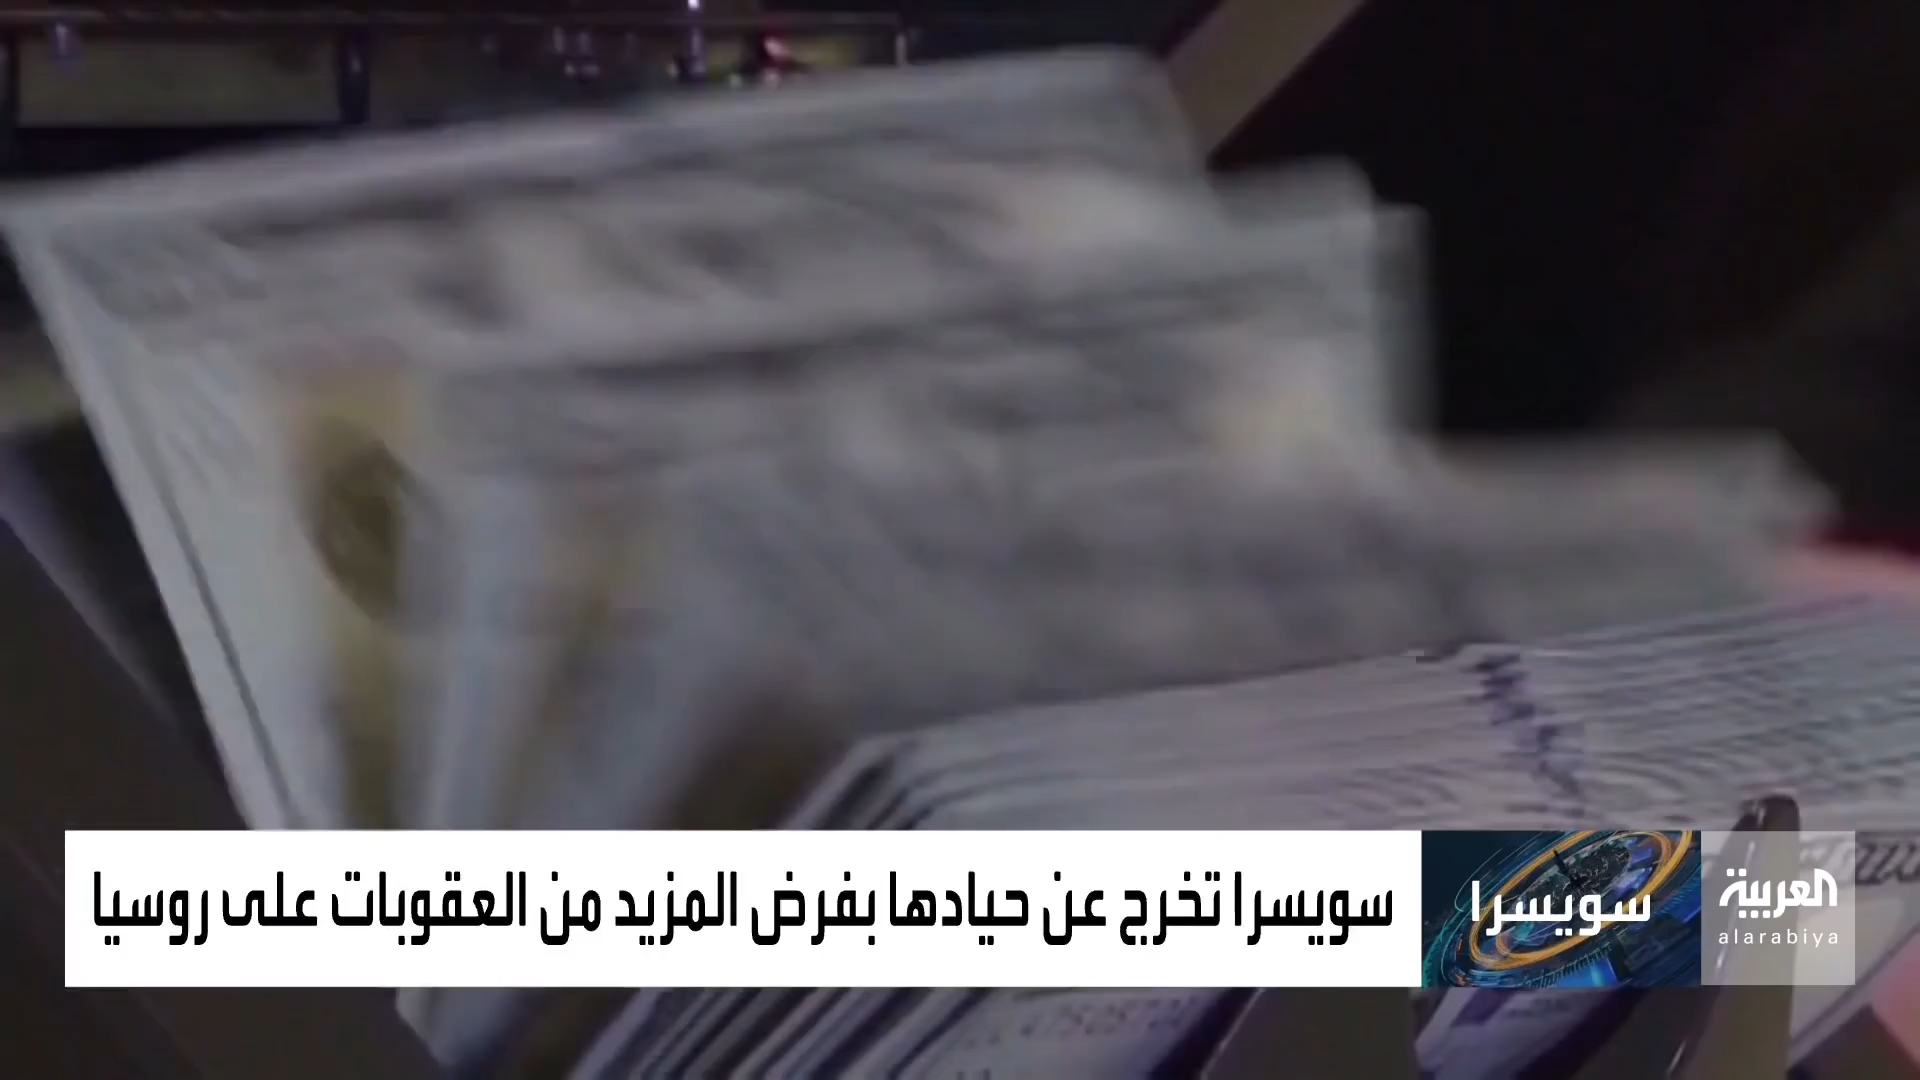 العربية
alarabiya
سويسرا
سويسرا تخرج عن حيادها بفرض المزيد من العقوبات على روسيا